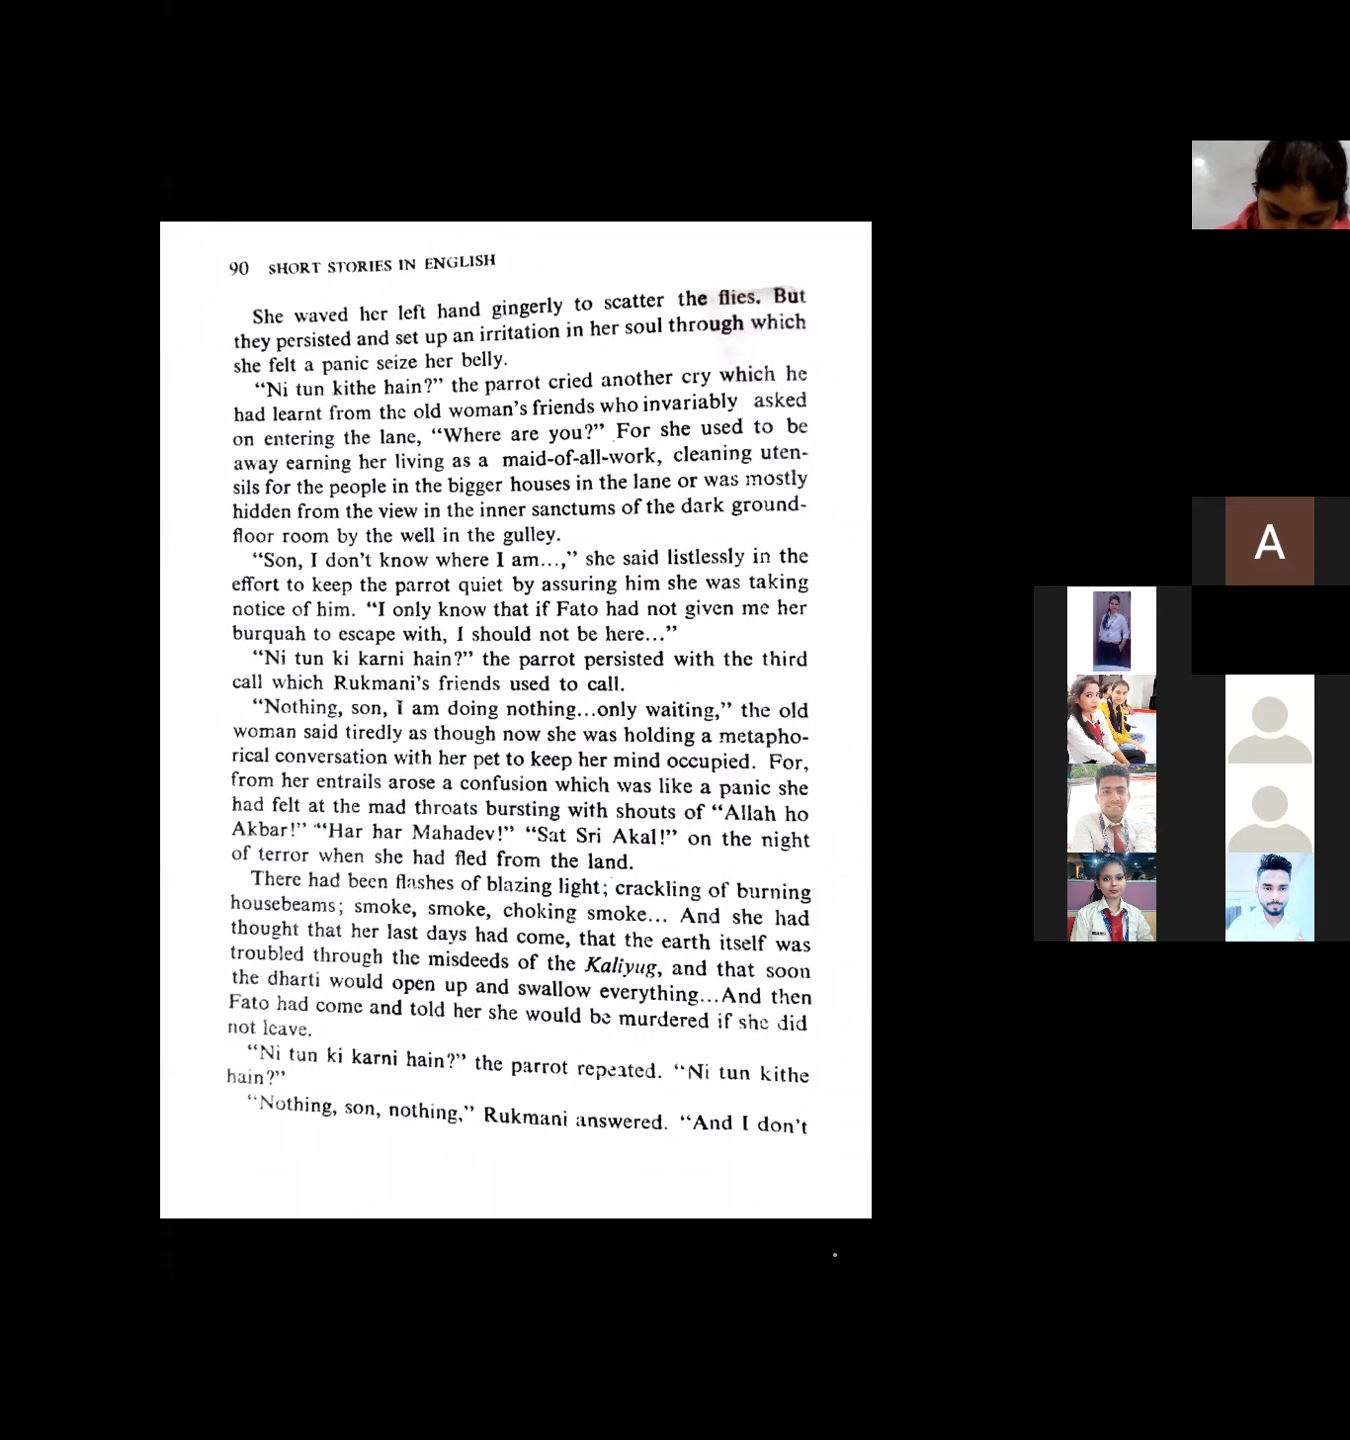 90 SHORT STORIES IN ENGLISH
She waved her left hand gingerly to scatter the flies. But
they persisted and set up an irritation in her soul through which
she felt a panic seize her belly.
“Ni tun kithe hain?” the parrot cried another cry which he
had learnt from the old woman’s friends who invariably asked
on entering the lane, “Where are you?” For she used to be
away earning her living as a maid-of-all-work, cleaning uten-
sils for the people in the bigger houses in the lane or was mostly
hidden from the view in the inner sanctums of the dark ground-
floor room by the well in the gulley.
“Son, I don’t know where I am...,” she said listlessly in the
effort to keep the parrot quiet by assuring him she was taking
notice of him. “I only know that if Fato had not given me her
burquah to escape with, I should not be here...”
“Ni tun ki karni hain?” the parrot persisted with the third
call which Rukmani’s friends used to call.
“Nothing, son, I am doing nothing...only waiting,” the old
woman said tiredly as though now she was holding a metapho-
rical conversation with her pet to keep her mind occupied. For,
from her entrails arose a confusion which was like a panic she
had felt at the mad throats bursting with shouts of “Allah ho
Akbar!” “Har har Mahadev!” “Sat Sri Akal!” on the night
of terror when she had fled from the land.
There had been flashes of blazing light; crackling of burning
housebeams; smoke, smoke, choking smoke... And she had
thought that her last days had come, that the earth itself was
troubled through the misdeeds of the Kaliyug, and that soon
the dharti would open up and swallow everything...And then
Fato had come and told her she would be murdered if she did
not leave.
“Ni tun ki karni hain?” the parrot repeated. “Ni tun kithe
hain?”
“Nothing, son, nothing,” Rukmani answered. “And I don’t
A